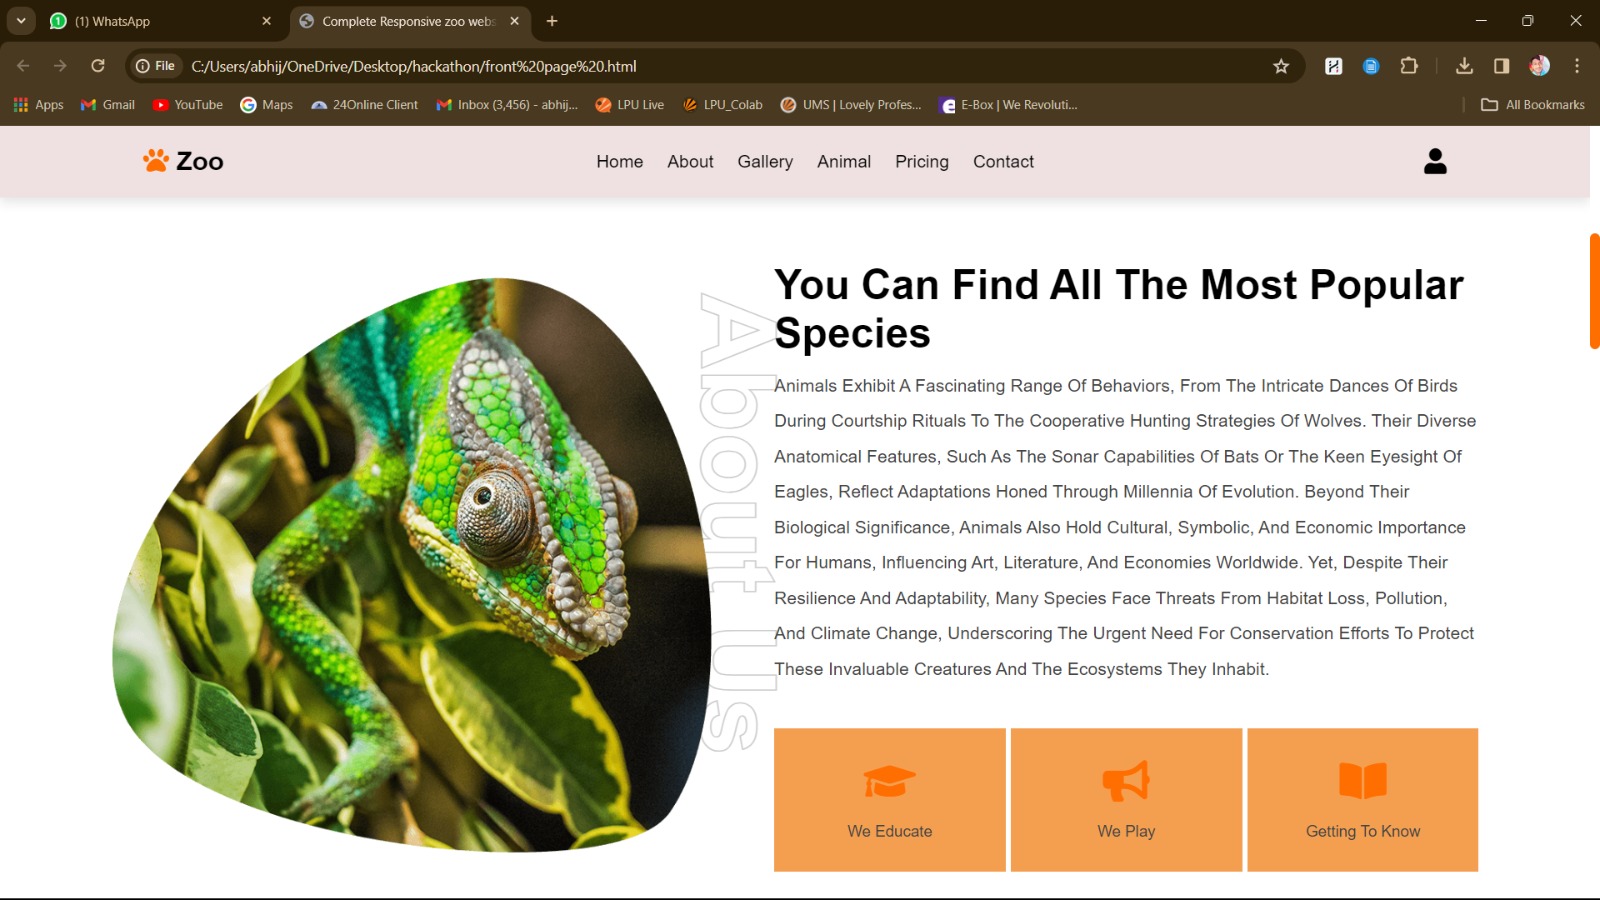 (1) WhatsApp
Complete Responsive zoo webs
File
C:/Users/abhij/OneDrive/Desktop/hackathon/front%20page%20.html
Apps
Gmail
YouTube
Maps
24Online Client
Inbox (3,456) - abhij...
LPU Live
LPU_Colab
UMS | Lovely Profes...
E-Box | We Revoluti...
All Bookmarks
Zoo
Home
About
Gallery
Animal
Pricing
Contact
About Us
You Can Find All The Most Popular
Species
Animals Exhibit A Fascinating Range Of Behaviors, From The Intricate Dances Of Birds
During Courtship Rituals To The Cooperative Hunting Strategies Of Wolves. Their Diverse
Anatomical Features, Such As The Sonar Capabilities Of Bats Or The Keen Eyesight Of
Eagles, Reflect Adaptations Honed Through Millennia Of Evolution. Beyond Their
Biological Significance, Animals Also Hold Cultural, Symbolic, And Economic Importance
For Humans, Influencing Art, Literature, And Economies Worldwide. Yet, Despite Their
Resilience And Adaptability, Many Species Face Threats From Habitat Loss, Pollution,
And Climate Change, Underscoring The Urgent Need For Conservation Efforts To Protect
These Invaluable Creatures And The Ecosystems They Inhabit.
We Educate
We Play
Getting To Know